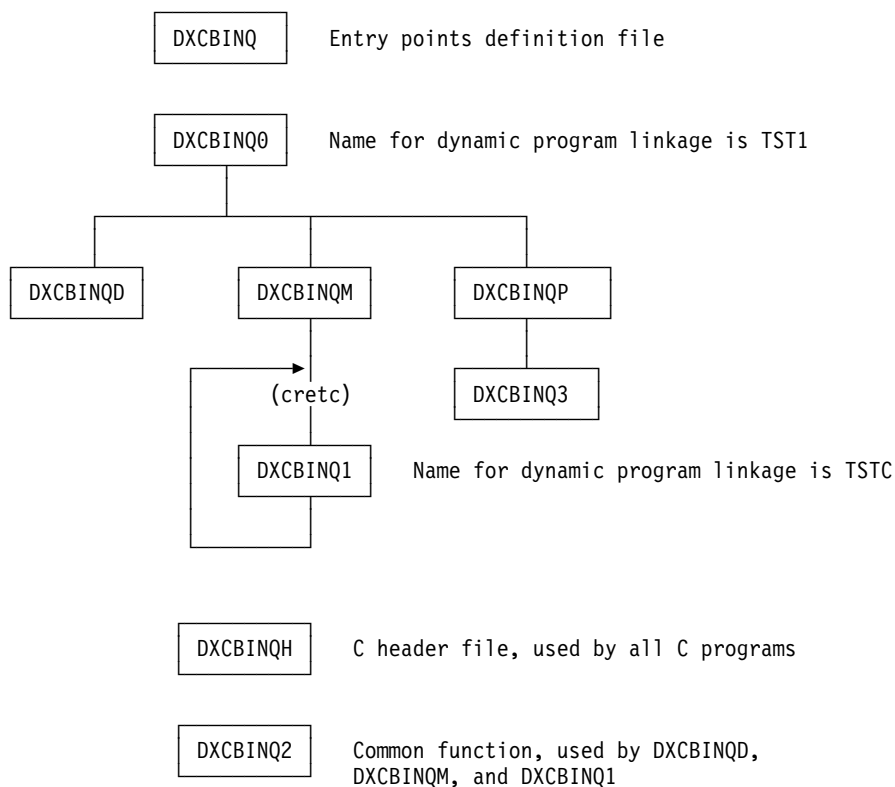 DXCBINQ Entry points definition file
DXCBINQ0 Name for dynamic program linkage is TST1
DXCBINQD DXCBINQM DXCBINQP
(cretc) DXCBINQ3
DXCBINQ1 Name for dynamic program linkage is TSTC
DXCBINQH C header file, used by all C programs
DXCBINQ2 Common function, used by DXCBINQD,
DXCBINQM, and DXCBINQ1